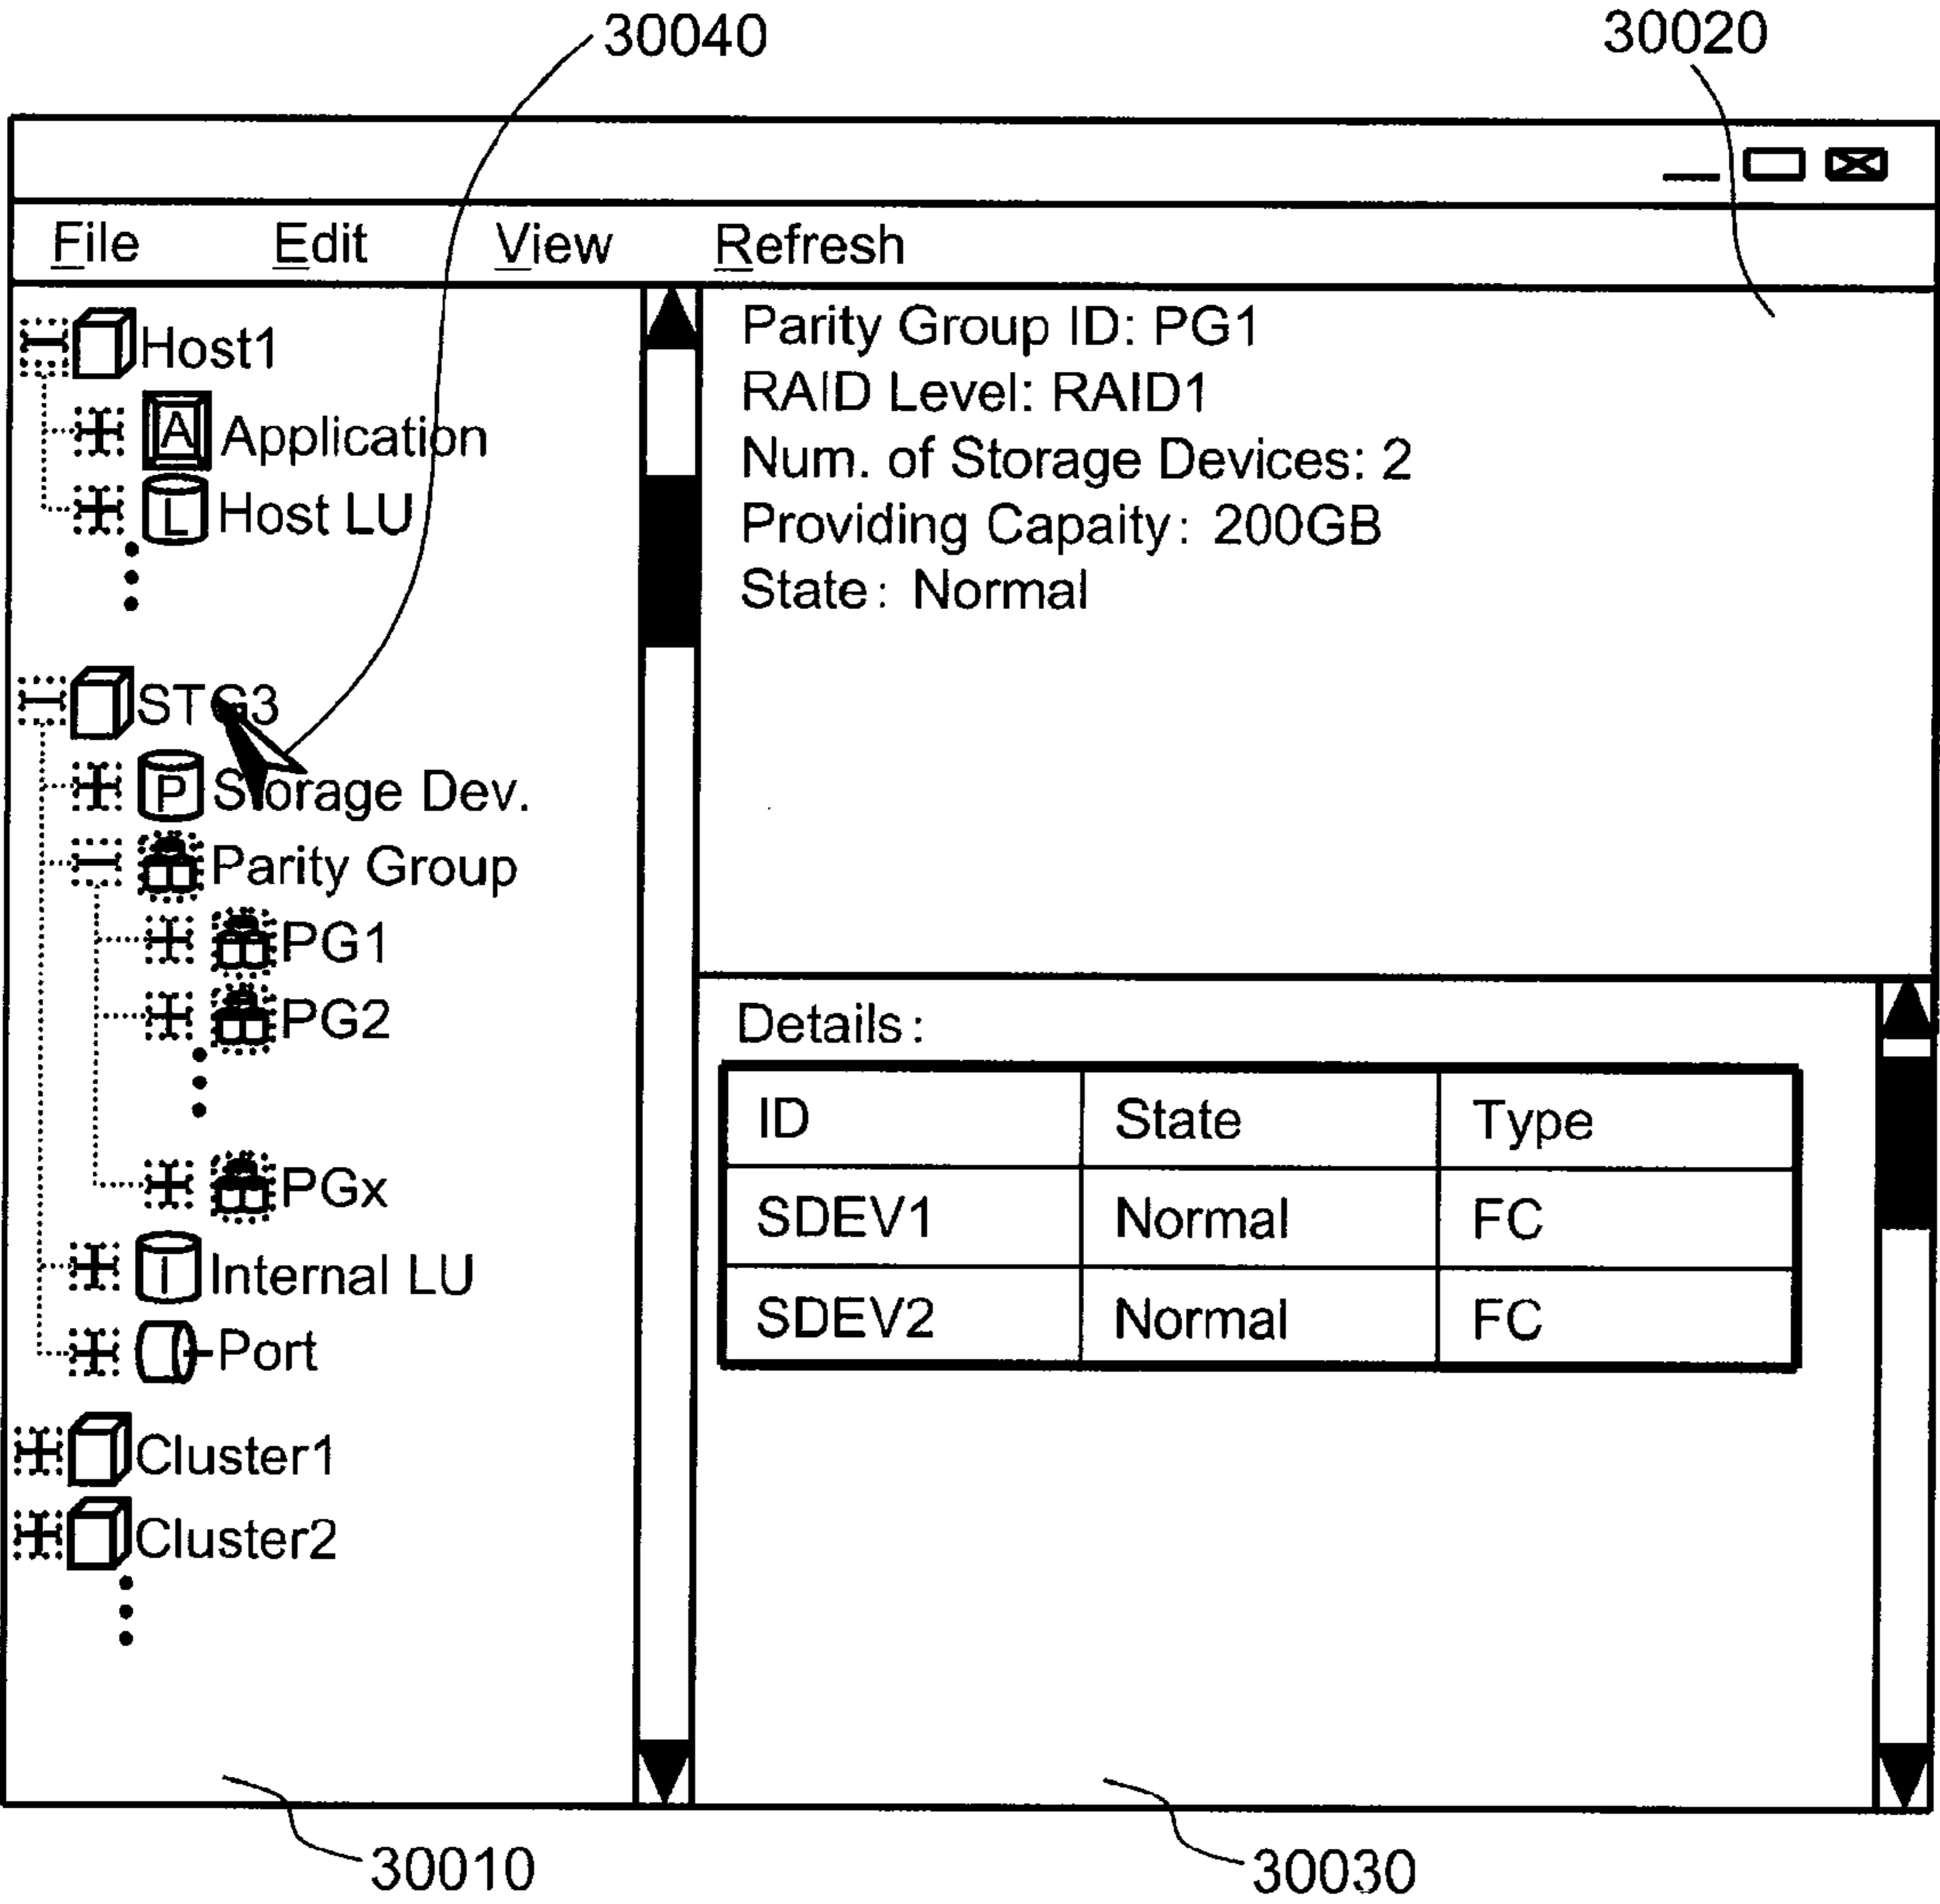 30040
30020
File Edit View Refresh
Host1
A Application
L Host LU
STG3
P Storage Dev.
Parity Group
PG1
PG2
PGx
I Internal LU
Port
Cluster1
Cluster2
Parity Group ID: PG1
RAID Level: RAID1
Num. of Storage Devices: 2
Providing Capaity: 200GB
State: Normal
Details:
ID State Type
SDEV1 Normal FC
SDEV2 Normal FC
30010
30030